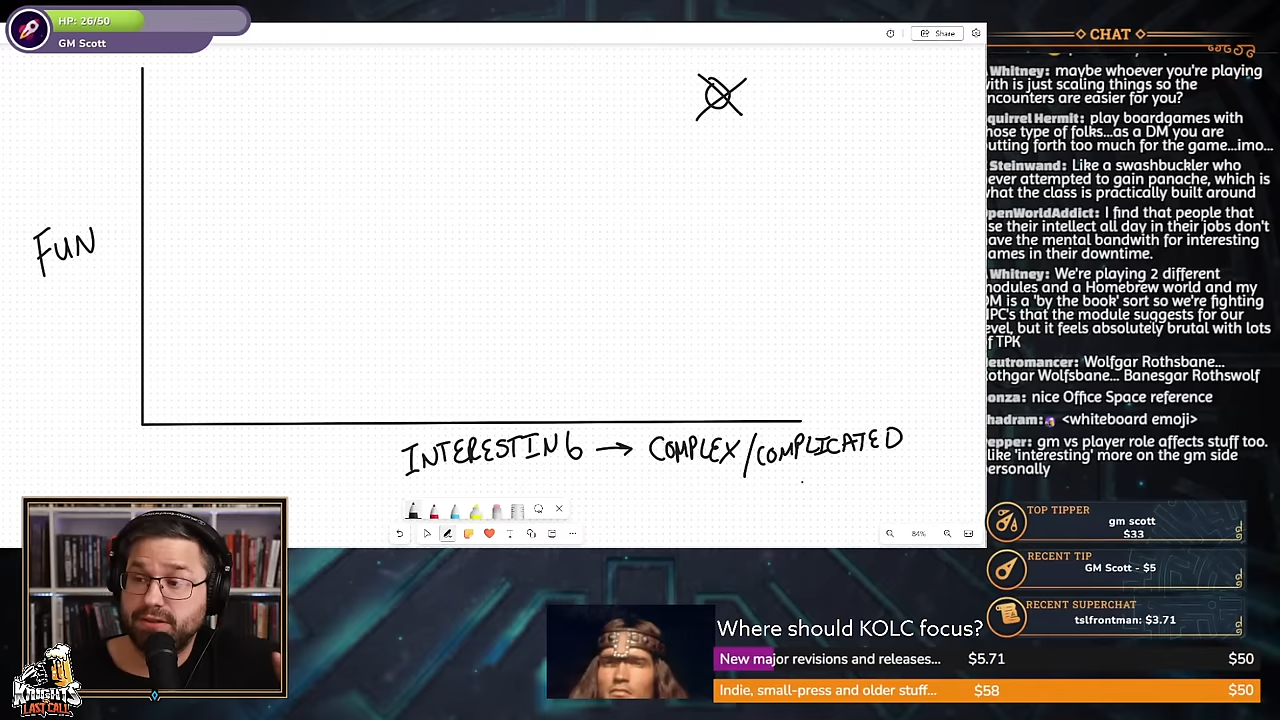 HP: 26/50
GM Scott
Share
FUN
INTERESTING → COMPLEX/COMPLICATED
84%
CHAT
Whitney: maybe whoever you're playing
with is just scaling things so the
encounters are easier for you?
quirrel Hermit: play boardgames with
hose type of folks...as a DM you are
utting forth too much for the game...imo...
Steinwand: Like a swashbuckler who
ever attempted to gain panache, which is
what the class is practically built around
penWorldAddict: I find that people that
se their intellect all day in their jobs don't
ave the mental bandwith for interesting
ames in their downtime.
Whitney: We're playing 2 different
modules and a Homebrew world and my
DM is a 'by the book' sort so we're fighting
NPC's that the module suggests for our
evel, but it feels absolutely brutal with lots
f TPK
eutromancer: Wolfgar Rothsbane...
othgar Wolfsbane... Banesgar Rothswolf
onza: nice Office Space reference
hadram: <whiteboard emoji>
epper: gm vs player role affects stuff too.
like 'interesting' more on the gm side
ersonally
TOP TIPPER
gm scott
$33
RECENT TIP
GM Scott - $5
RECENT SUPERCHAT
tslfrontman: $3.71
Where should KOLC focus?
New major revisions and releases... $5.71 $50
Indie, small-press and older stuff... $58 $50
KNIGHTS
LAST CALL